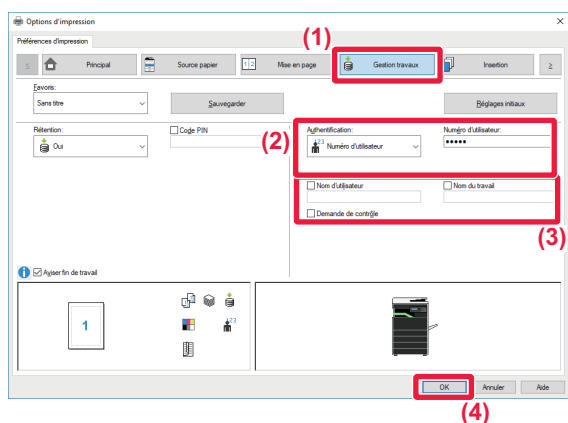 Options d'impression
Préférences d'impression
(1)
Principal
Source papier
Mise en page
Gestion travaux
Insertion
Favoris:
Sans titre
Sauvegarder
Réglages initiaux
Rétention:
Oui
Code PIN
(2)
Authentification:
123 Numéro d'utilisateur
Numéro d'utilisateur:
•••••
Nom d'utilisateur
Nom du travail
Demande de contrôle
(3)
Aviser fin de travail
1
123
OK
Annuler
Aide
(4)